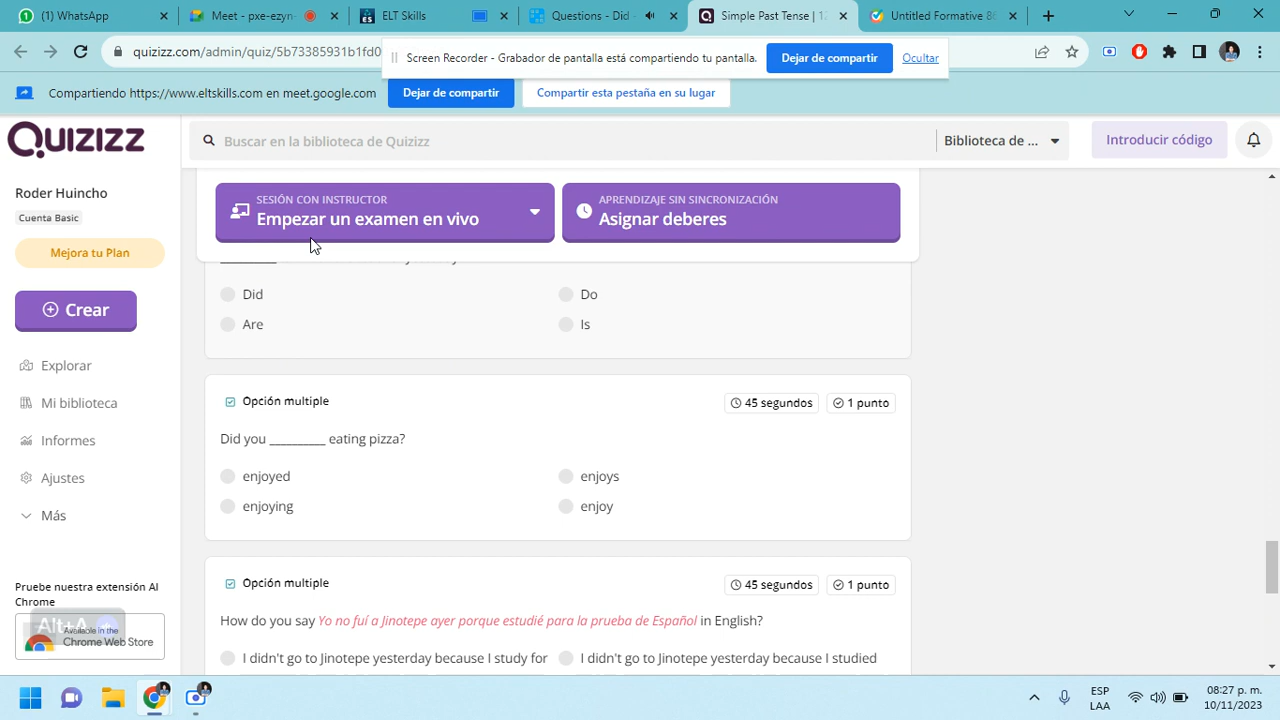 (1) WhatsApp
Meet - pxe-ezyn-
ELT Skills
Questions - Did -
Simple Past Tense | 12
Untitled Formative 86
quizizz.com/admin/quiz/5b73385931b1fd0
Screen Recorder - Grabador de pantalla está compartiendo tu pantalla.
Dejar de compartir
Ocultar
Compartiendo https://www.eltskills.com en meet.google.com
Dejar de compartir
Compartir esta pestaña en su lugar
QUIZIZZ
Buscar en la biblioteca de Quizizz
Biblioteca de ...
Introducir código
Roder Huincho
Cuenta Basic
Mejora tu Plan
Crear
Explorar
Mi biblioteca
Informes
Ajustes
Más
Pruebe nuestra extensión AI
Chrome
Alt+A
Available in the
Chrome Web Store
SESIÓN CON INSTRUCTOR
Empezar un examen en vivo
APRENDIZAJE SIN SINCRONIZACIÓN
Asignar deberes
Did
Do
Are
Is
Opción multiple
45 segundos
1 punto
Did you __________ eating pizza?
enjoyed
enjoys
enjoying
enjoy
Opción multiple
45 segundos
1 punto
How do you say Yo no fuí a Jinotepe ayer porque estudié para la prueba de Español in English?
I didn't go to Jinotepe yesterday because I study for
I didn't go to Jinotepe yesterday because I studied
ESP
LAA
08:27 p. m.
10/11/2023